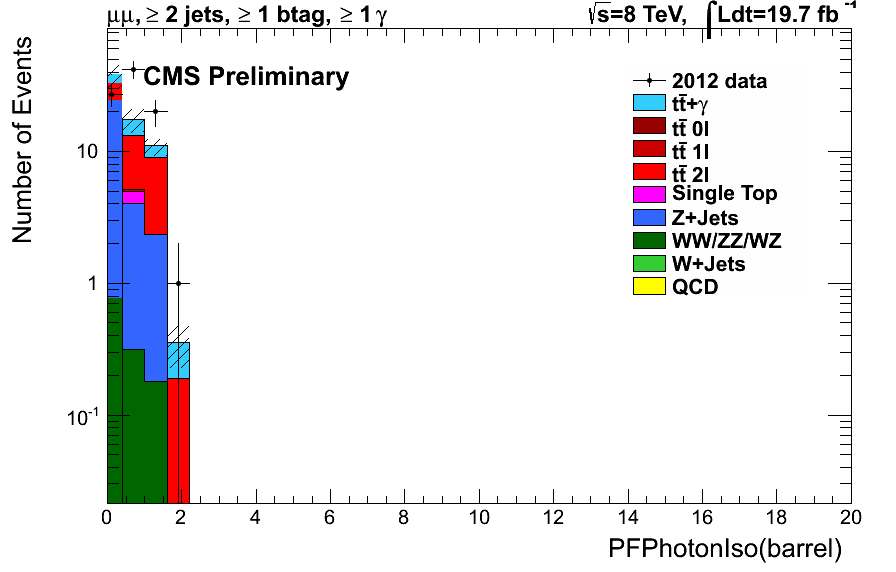 μμ, ≥ 2 jets, ≥ 1 btag, ≥ 1 γ
√s=8 TeV, ∫Ldt=19.7 fb⁻¹
CMS Preliminary
2012 data
tt̄+γ
tt̄ 0l
tt̄ 1l
tt̄ 2l
Single Top
Z+Jets
WW/ZZ/WZ
W+Jets
QCD
Number of Events
10
1
10⁻¹
0 2 4 6 8 10 12 14 16 18 20
PFPhotonIso(barrel)